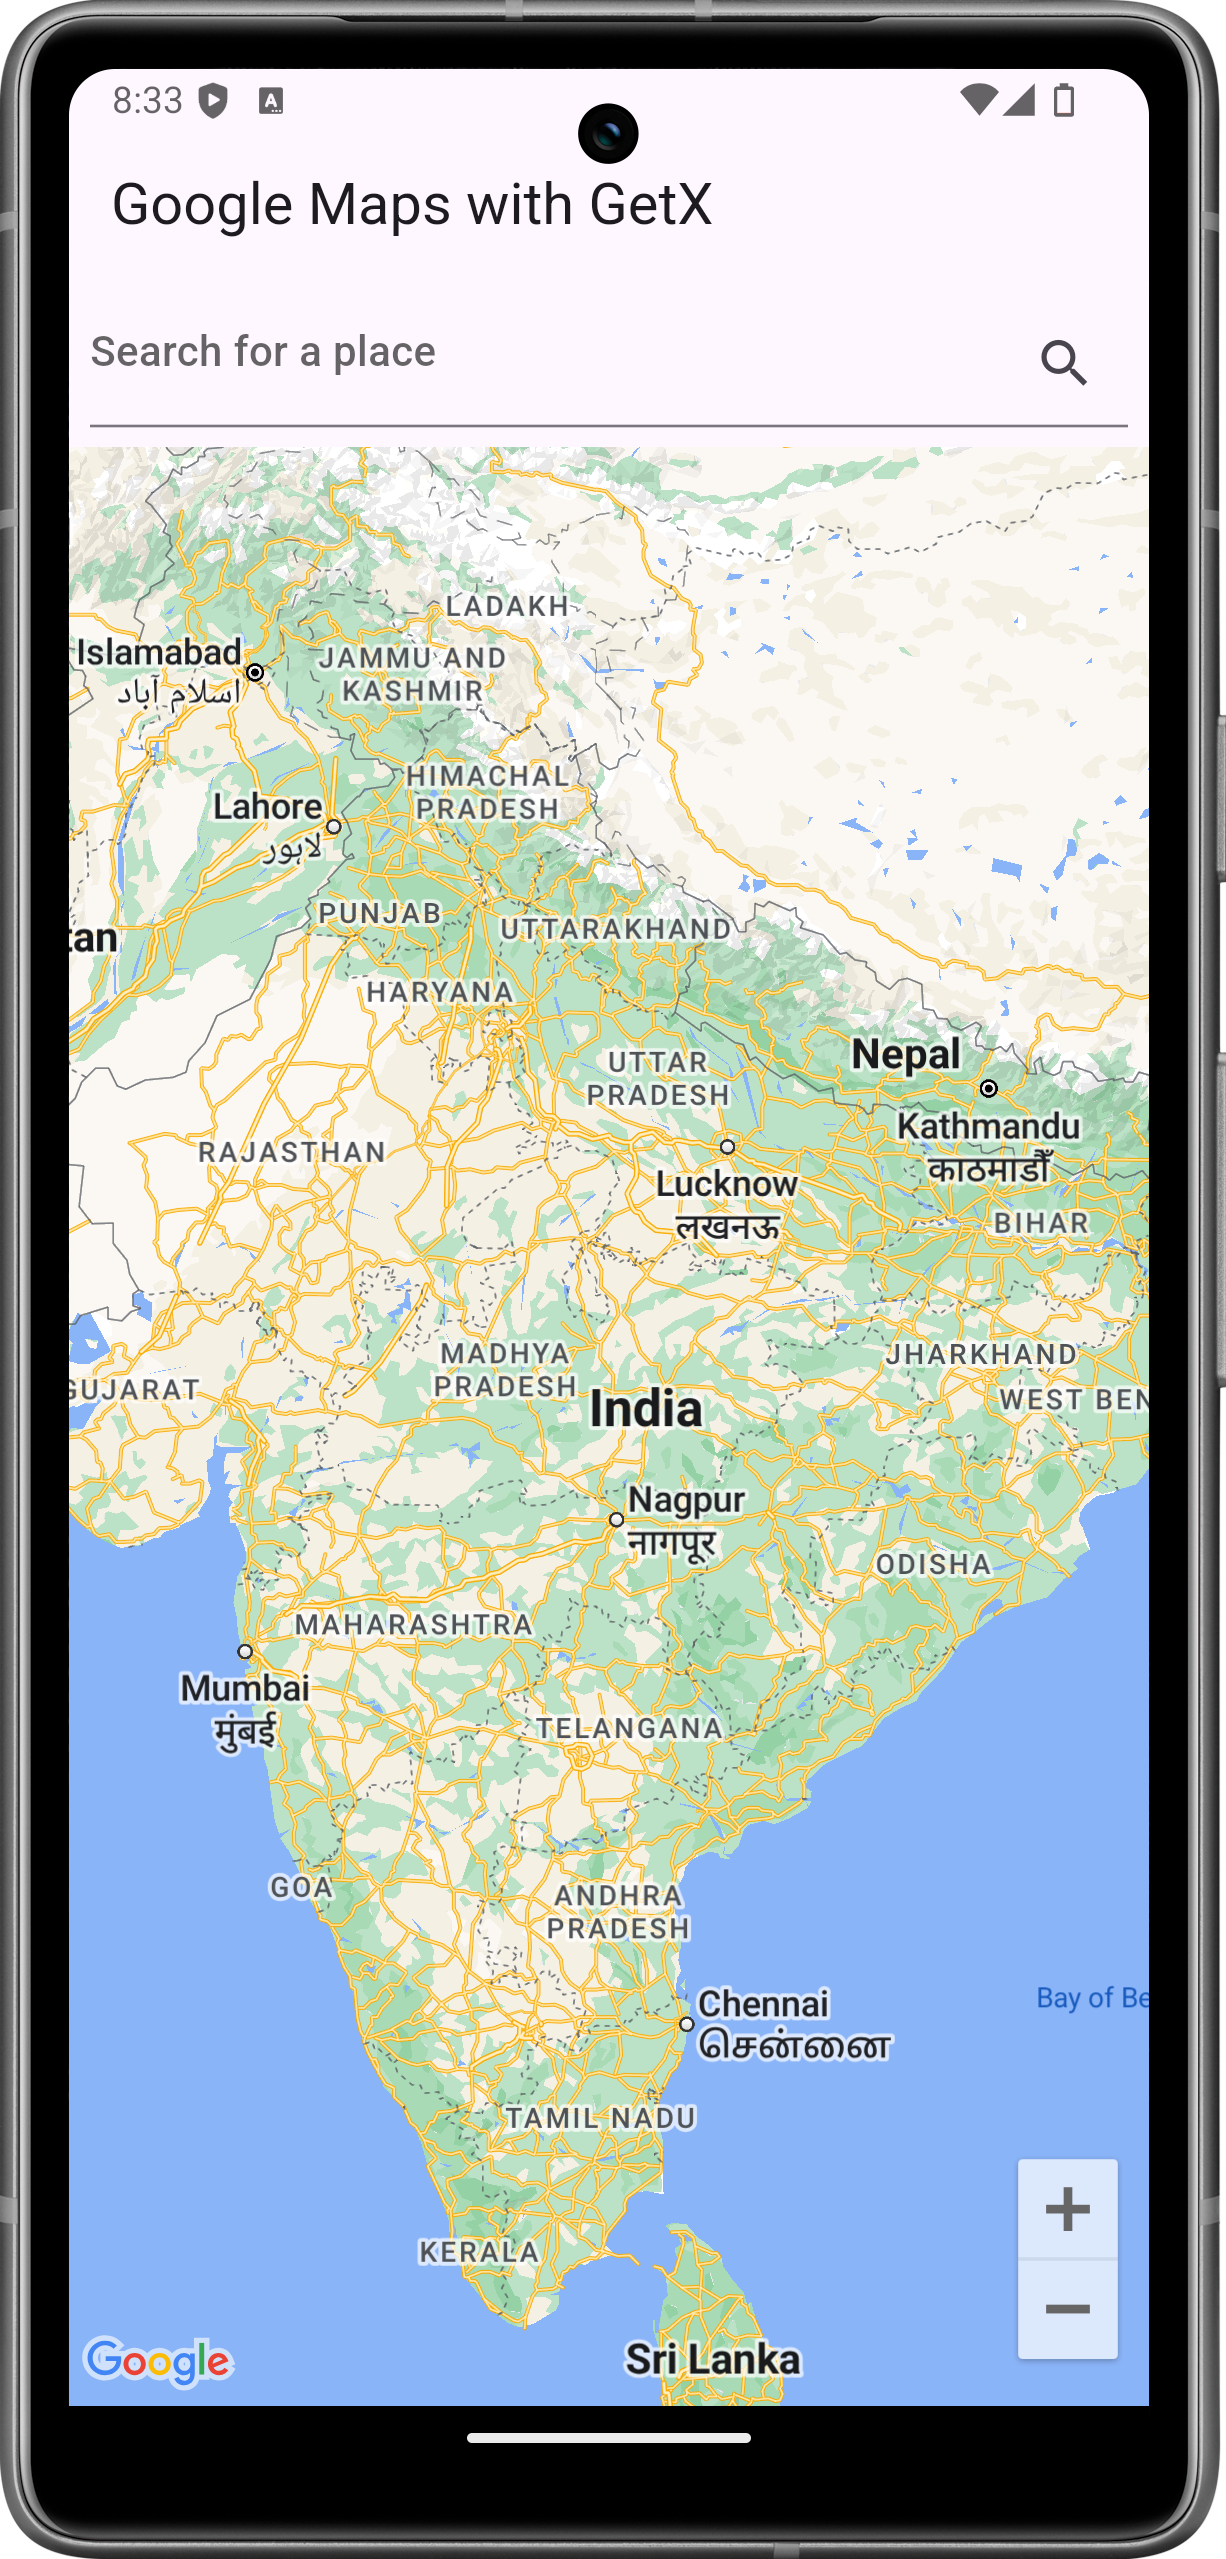 8:33
Google Maps with GetX
Search for a place
LADAKH
Islamabad
اسلام آباد
JAMMU AND
KASHMIR
HIMACHAL
PRADESH
Lahore
لاہور
PUNJAB
UTTARAKHAND
tan
HARYANA
Nepal
UTTAR
PRADESH
Kathmandu
काठमाडौँ
RAJASTHAN
Lucknow
लखनऊ
BIHAR
MADHYA
PRADESH
JHARKHAND
GUJARAT
WEST BEN
India
Nagpur
नागपूर
ODISHA
MAHARASHTRA
Mumbai
मुंबई
TELANGANA
GOA
ANDHRA
PRADESH
Bay of Be
Chennai
சென்னை
TAMIL NADU
KERALA
Sri Lanka
Google